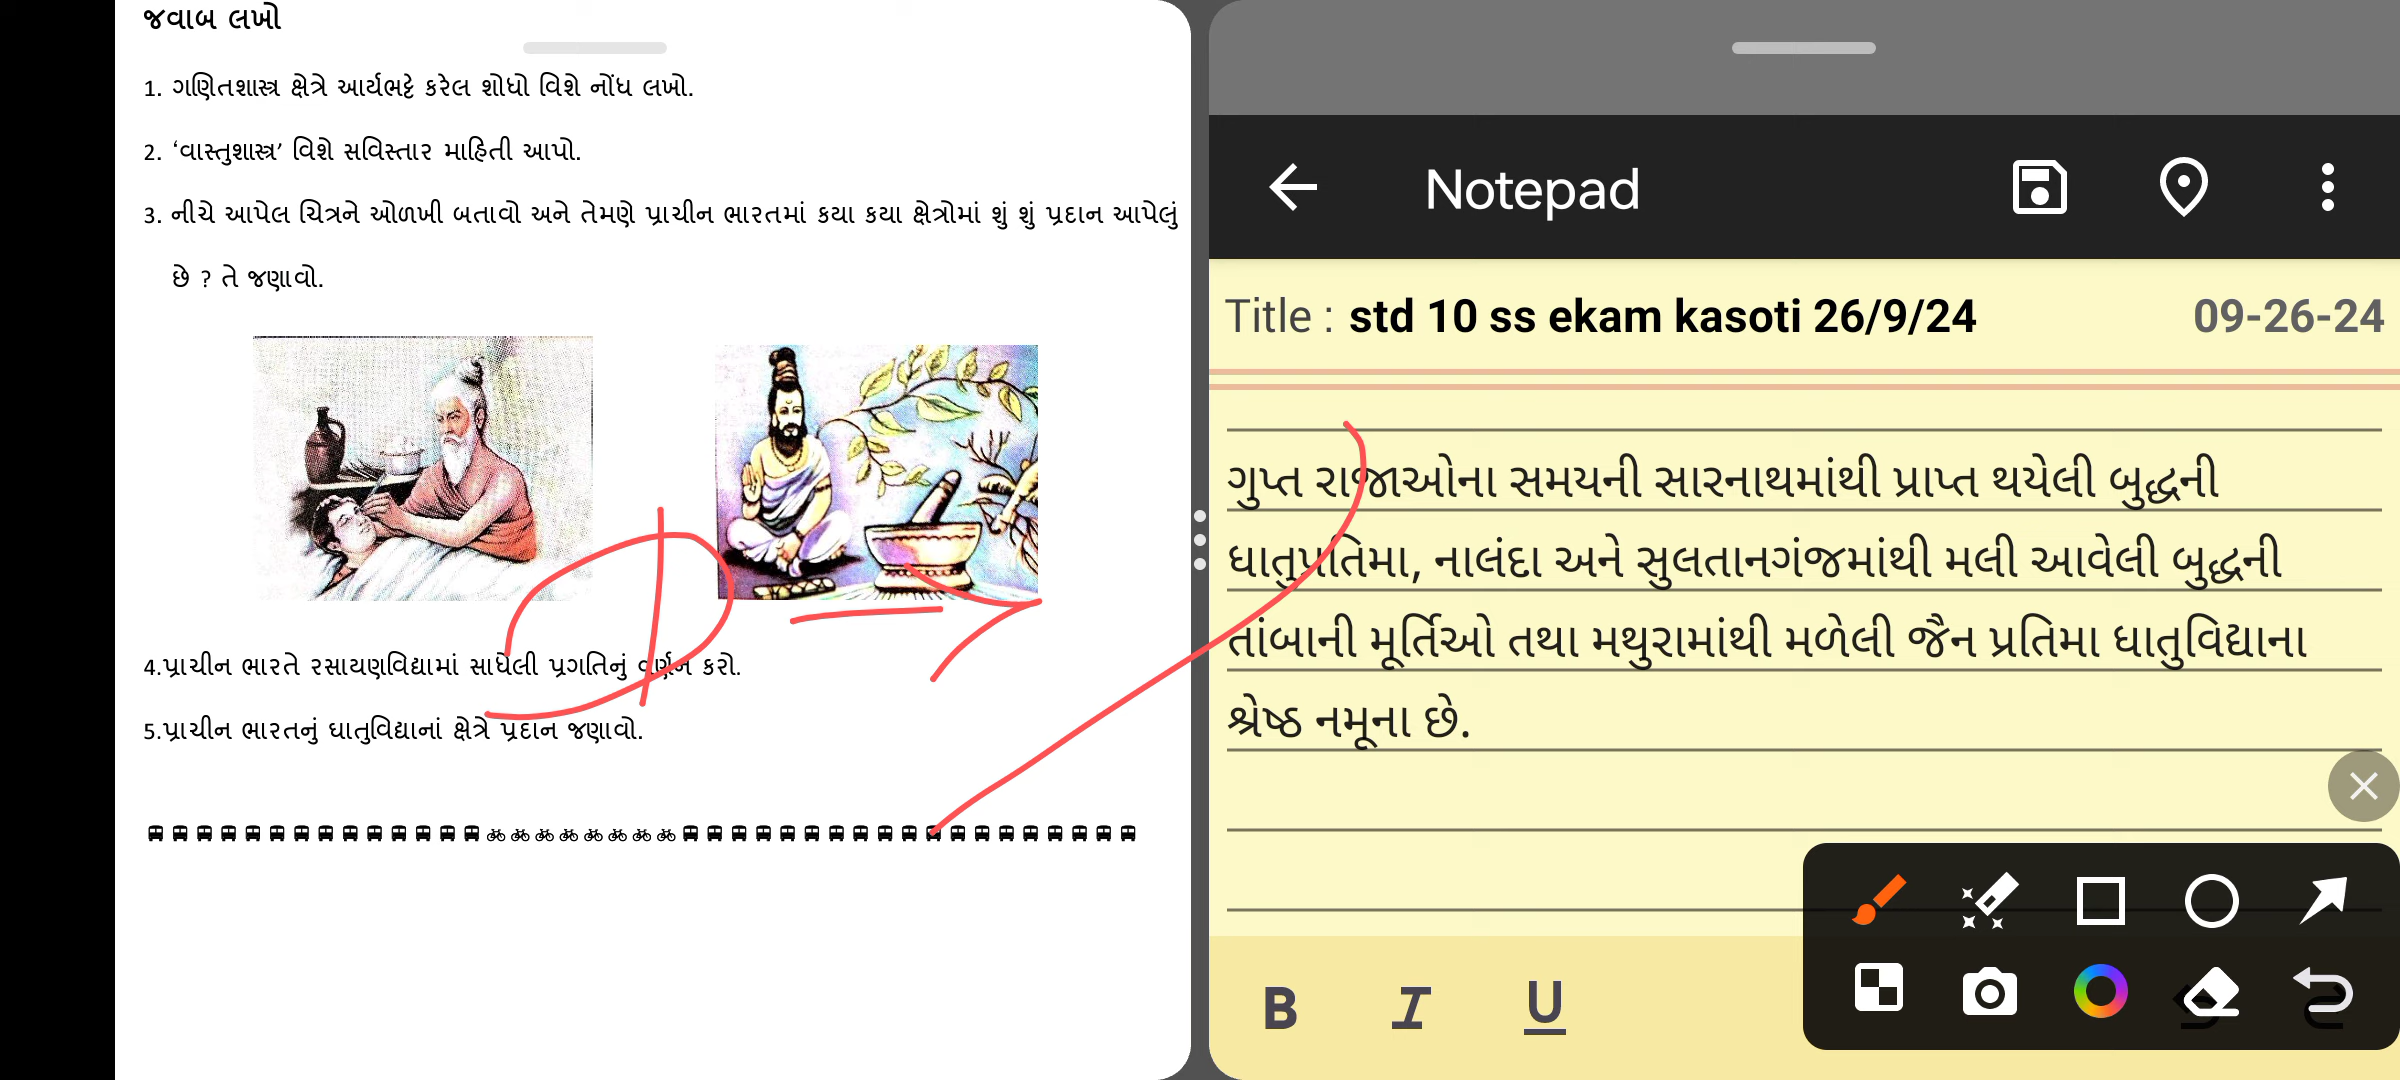 જવાબ લખો
1. ગણિતશાસ્ત્ર ક્ષેત્રે આર્યભટ્ટે કરેલ શોધો વિશે નોંધ લખો.
2. ‘વાસ્તુશાસ્ત્ર’ વિશે સવિસ્તાર માહિતી આપો.
3. નીચે આપેલ ચિત્રને ઓળખી બતાવો અને તેમણે પ્રાચીન ભારતમાં કયા કયા ક્ષેત્રોમાં શું શું પ્રદાન આપેલું
છે ? તે જણાવો.
4.પ્રાચીન ભારતે રસાયણવિદ્યામાં સાધેલી પ્રગતિનું વર્ણન કરો.
5.પ્રાચીન ભારતનું ધાતુવિદ્યાનાં ક્ષેત્રે પ્રદાન જણાવો.
Notepad
Title : std 10 ss ekam kasoti 26/9/24 09-26-24
ગુપ્ત રાજાઓના સમયની સારનાથમાંથી પ્રાપ્ત થયેલી બુદ્ધની
ધાતુપ્રતિમા, નાલંદા અને સુલતાનગંજમાંથી મલી આવેલી બુદ્ધની
તાંબાની મૂર્તિઓ તથા મથુરામાંથી મળેલી જૈન પ્રતિમા ધાતુવિદ્યાના
શ્રેષ્ઠ નમૂના છે.
B I U